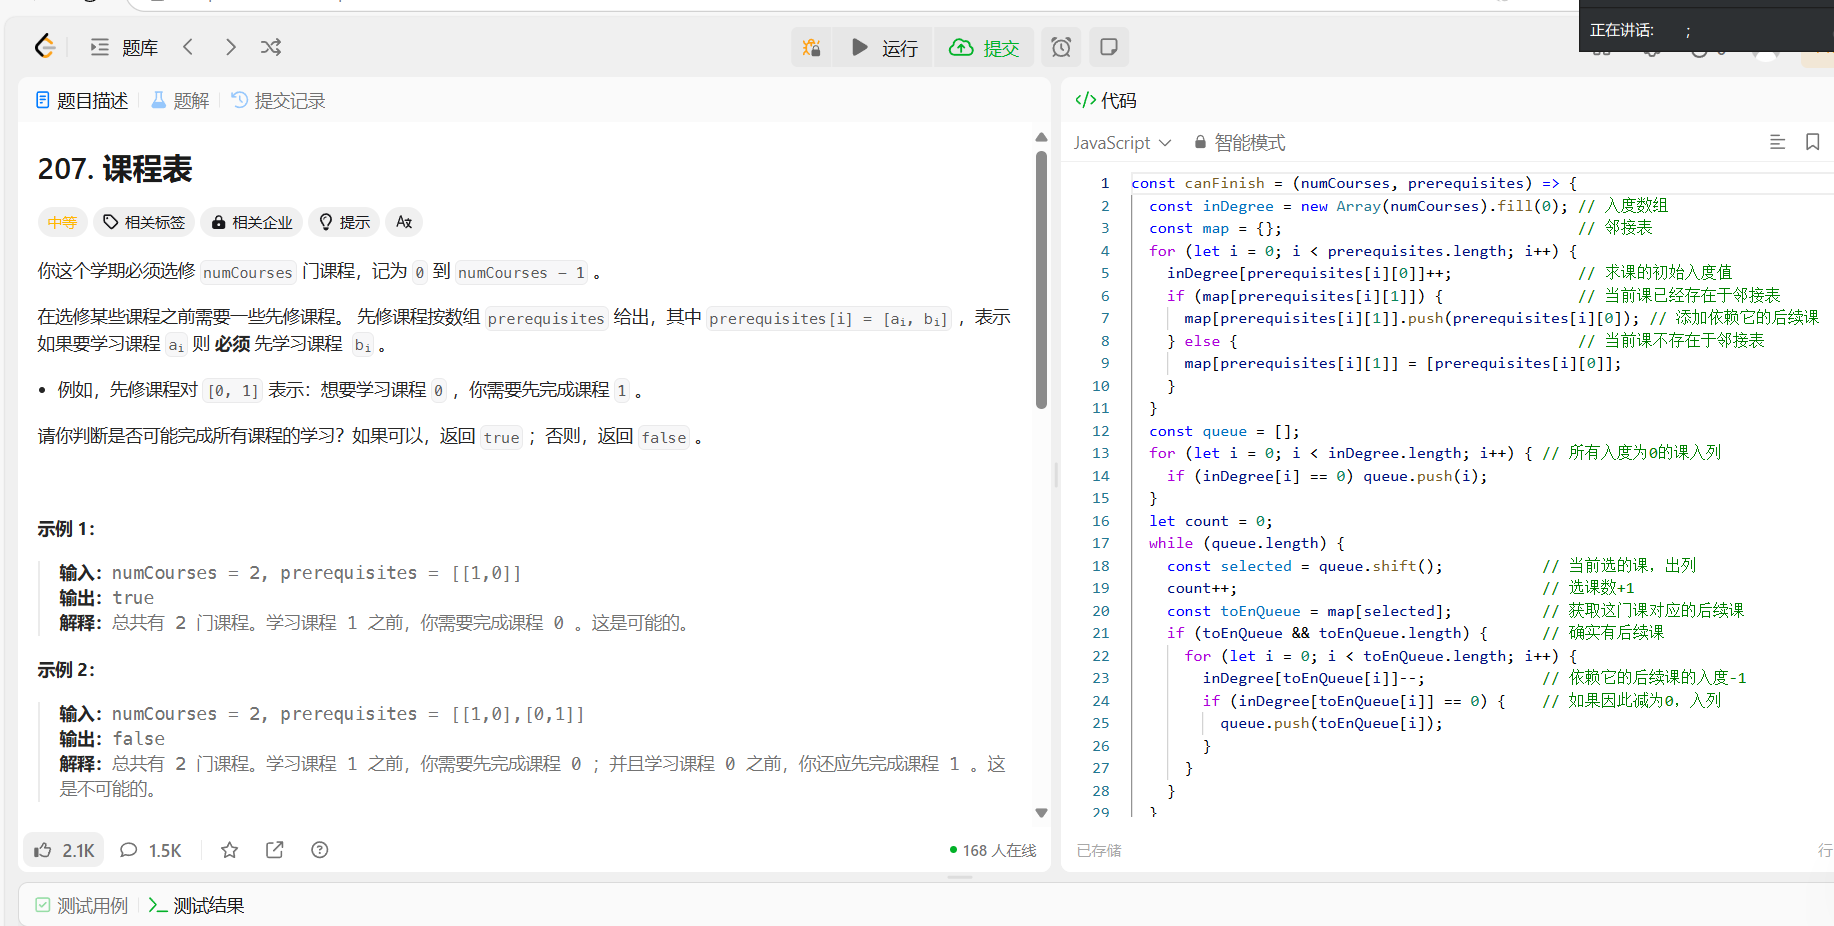 正在讲话: ;
题库
运行
提交
题目描述
题解
提交记录
207. 课程表
中等
相关标签
相关企业
提示
你这个学期必须选修 numCourses 门课程，记为 0 到 numCourses - 1 。
在选修某些课程之前需要一些先修课程。 先修课程按数组 prerequisites 给出，其中 prerequisites[i] = [ai, bi] ，表示
如果要学习课程 ai 则 必须 先学习课程 bi 。
• 例如，先修课程对 [0, 1] 表示：想要学习课程 0 ，你需要先完成课程 1 。
请你判断是否可能完成所有课程的学习？如果可以，返回 true ；否则，返回 false 。
示例 1：
输入：numCourses = 2, prerequisites = [[1,0]]
输出：true
解释：总共有 2 门课程。学习课程 1 之前，你需要完成课程 0 。这是可能的。
示例 2：
输入：numCourses = 2, prerequisites = [[1,0],[0,1]]
输出：false
解释：总共有 2 门课程。学习课程 1 之前，你需要先完成课程 0 ；并且学习课程 0 之前，你还应先完成课程 1 。这
是不可能的。
2.1K
1.5K
168 人在线
代码
JavaScript
智能模式
1 const canFinish = (numCourses, prerequisites) => {
2 const inDegree = new Array(numCourses).fill(0); // 入度数组
3 const map = {}; // 邻接表
4 for (let i = 0; i < prerequisites.length; i++) {
5 inDegree[prerequisites[i][0]]++; // 求课的初始入度值
6 if (map[prerequisites[i][1]]) { // 当前课已经存在于邻接表
7 map[prerequisites[i][1]].push(prerequisites[i][0]); // 添加依赖它的后续课
8 } else { // 当前课不存在于邻接表
9 map[prerequisites[i][1]] = [prerequisites[i][0]];
10 }
11 }
12 const queue = [];
13 for (let i = 0; i < inDegree.length; i++) { // 所有入度为0的课入列
14 if (inDegree[i] == 0) queue.push(i);
15 }
16 let count = 0;
17 while (queue.length) {
18 const selected = queue.shift(); // 当前选的课，出列
19 count++; // 选课数+1
20 const toEnQueue = map[selected]; // 获取这门课对应的后续课
21 if (toEnQueue && toEnQueue.length) { // 确实有后续课
22 for (let i = 0; i < toEnQueue.length; i++) {
23 inDegree[toEnQueue[i]]--; // 依赖它的后续课的入度-1
24 if (inDegree[toEnQueue[i]] == 0) { // 如果因此减为0，入列
25 queue.push(toEnQueue[i]);
26 }
27 }
28 }
29 }
已存储
行
测试用例
测试结果